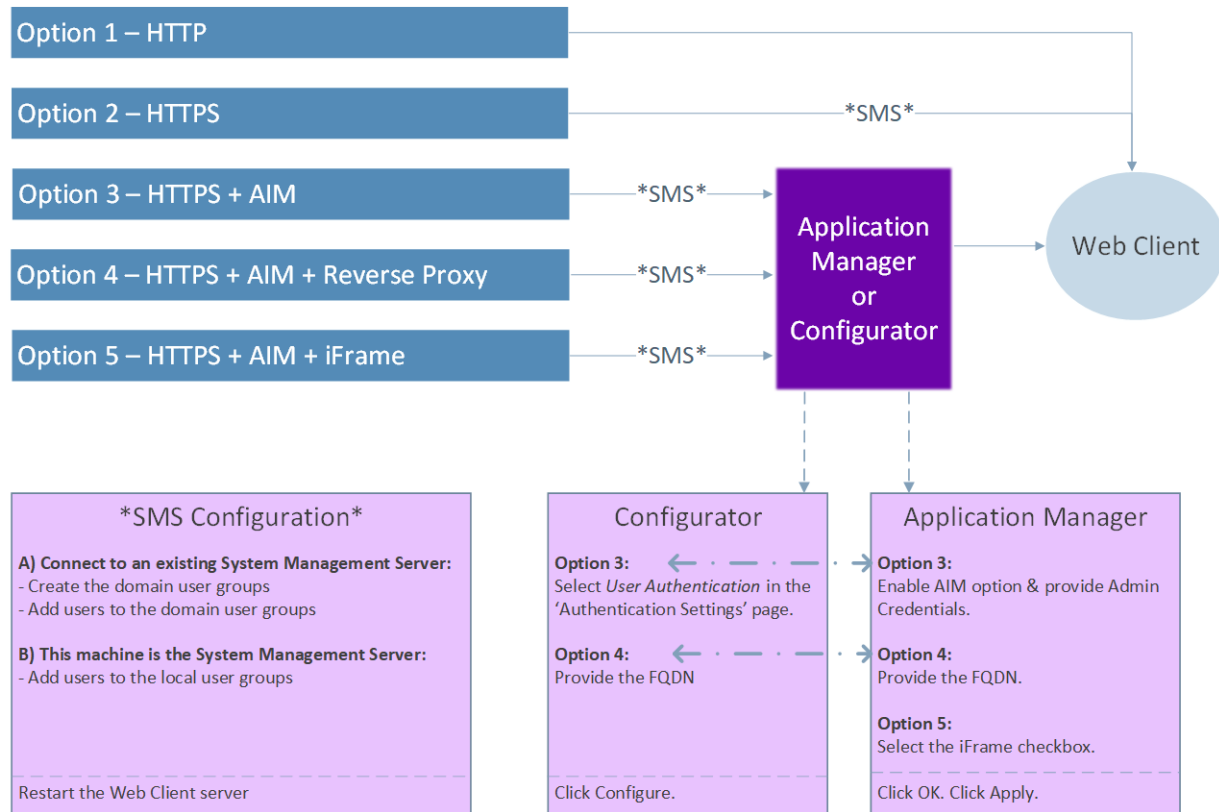 Option 1 – HTTP
Option 2 – HTTPS
*SMS*
Option 3 – HTTPS + AIM
*SMS*
Option 4 – HTTPS + AIM + Reverse Proxy
*SMS*
Option 5 – HTTPS + AIM + iFrame
*SMS*
Application
Manager
or
Configurator
Web Client
*SMS Configuration*
A) Connect to an existing System Management Server:
- Create the domain user groups
- Add users to the domain user groups
B) This machine is the System Management Server:
- Add users to the local user groups
Restart the Web Client server
Configurator
Option 3:
Select User Authentication in the
‘Authentication Settings’ page.
Option 4:
Provide the FQDN
Click Configure.
Application Manager
Option 3:
Enable AIM option & provide Admin
Credentials.
Option 4:
Provide the FQDN.
Option 5:
Select the iFrame checkbox.
Click OK. Click Apply.